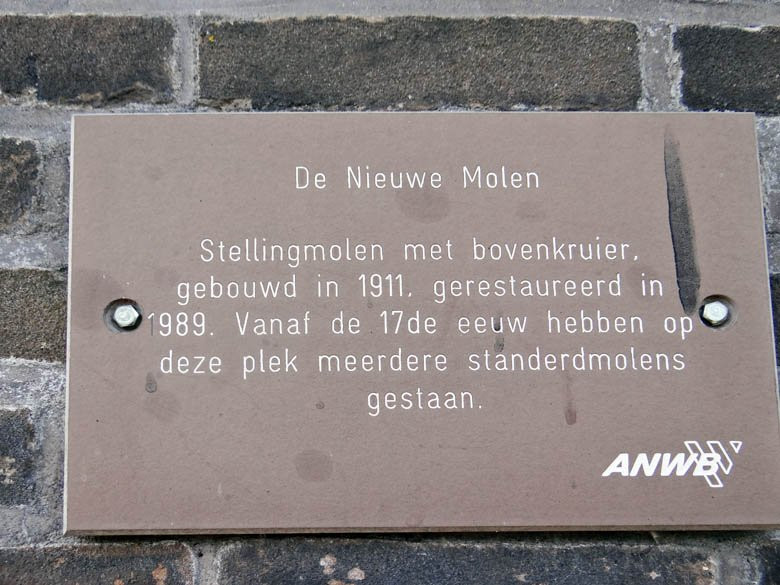 De Nieuwe Molen
Stellingmolen met bovenkruier,
gebouwd in 1911, gerestaureerd in
1989. Vanaf de 17de eeuw hebben op
deze plek meerdere standerdmolens
gestaan.
ANWB